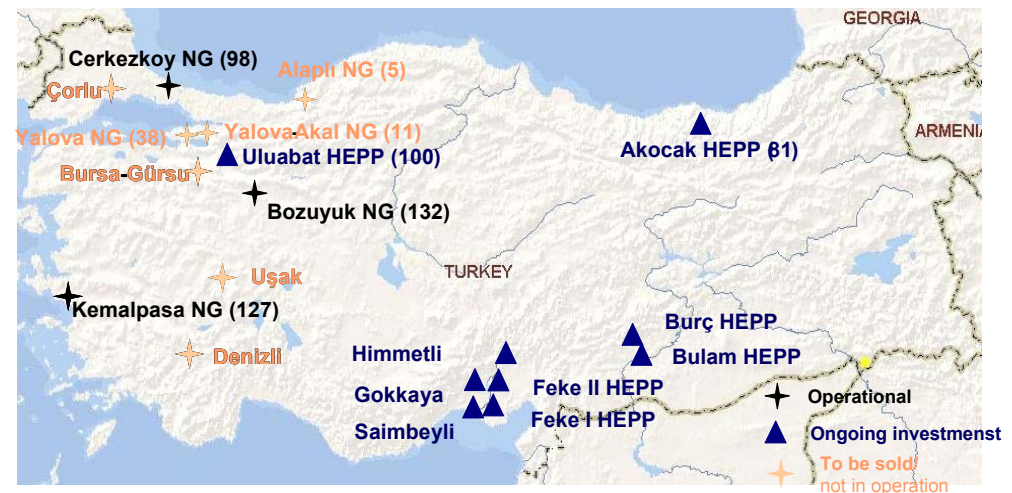 GEORGIA
Cerkezkoy NG (98)
Alaplı NG (5)
Çorlu
Yalova NG (38)
YalovaAkal NG (11)
ARMENIA
Uluabat HEPP (100)
Akocak HEPP (81)
Bursa-Gürsu
Bozuyuk NG (132)
TURKEY
Uşak
Kemalpasa NG (127)
Burç HEPP
Denizli
Himmetli
Bulam HEPP
Gokkaya
Feke II HEPP
Operational
Saimbeyli
Feke I HEPP
Ongoing investmenst
To be sold/
not in operation